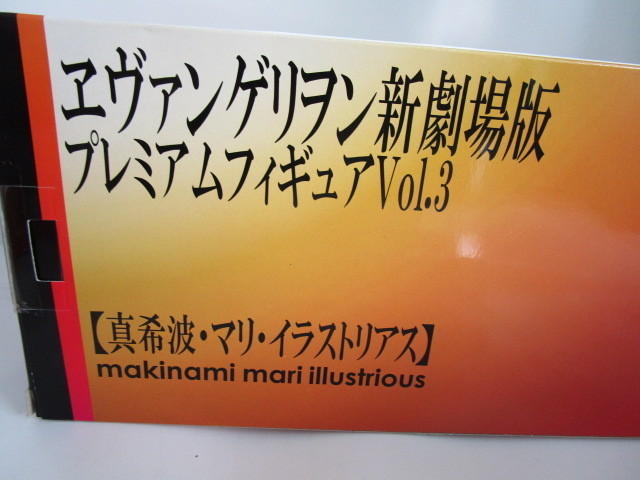 ヱヴァンゲリヲン新劇場版
プレミアムフィギュアVol.3
【真希波・マリ・イラストリアス】
makinami mari illustrious